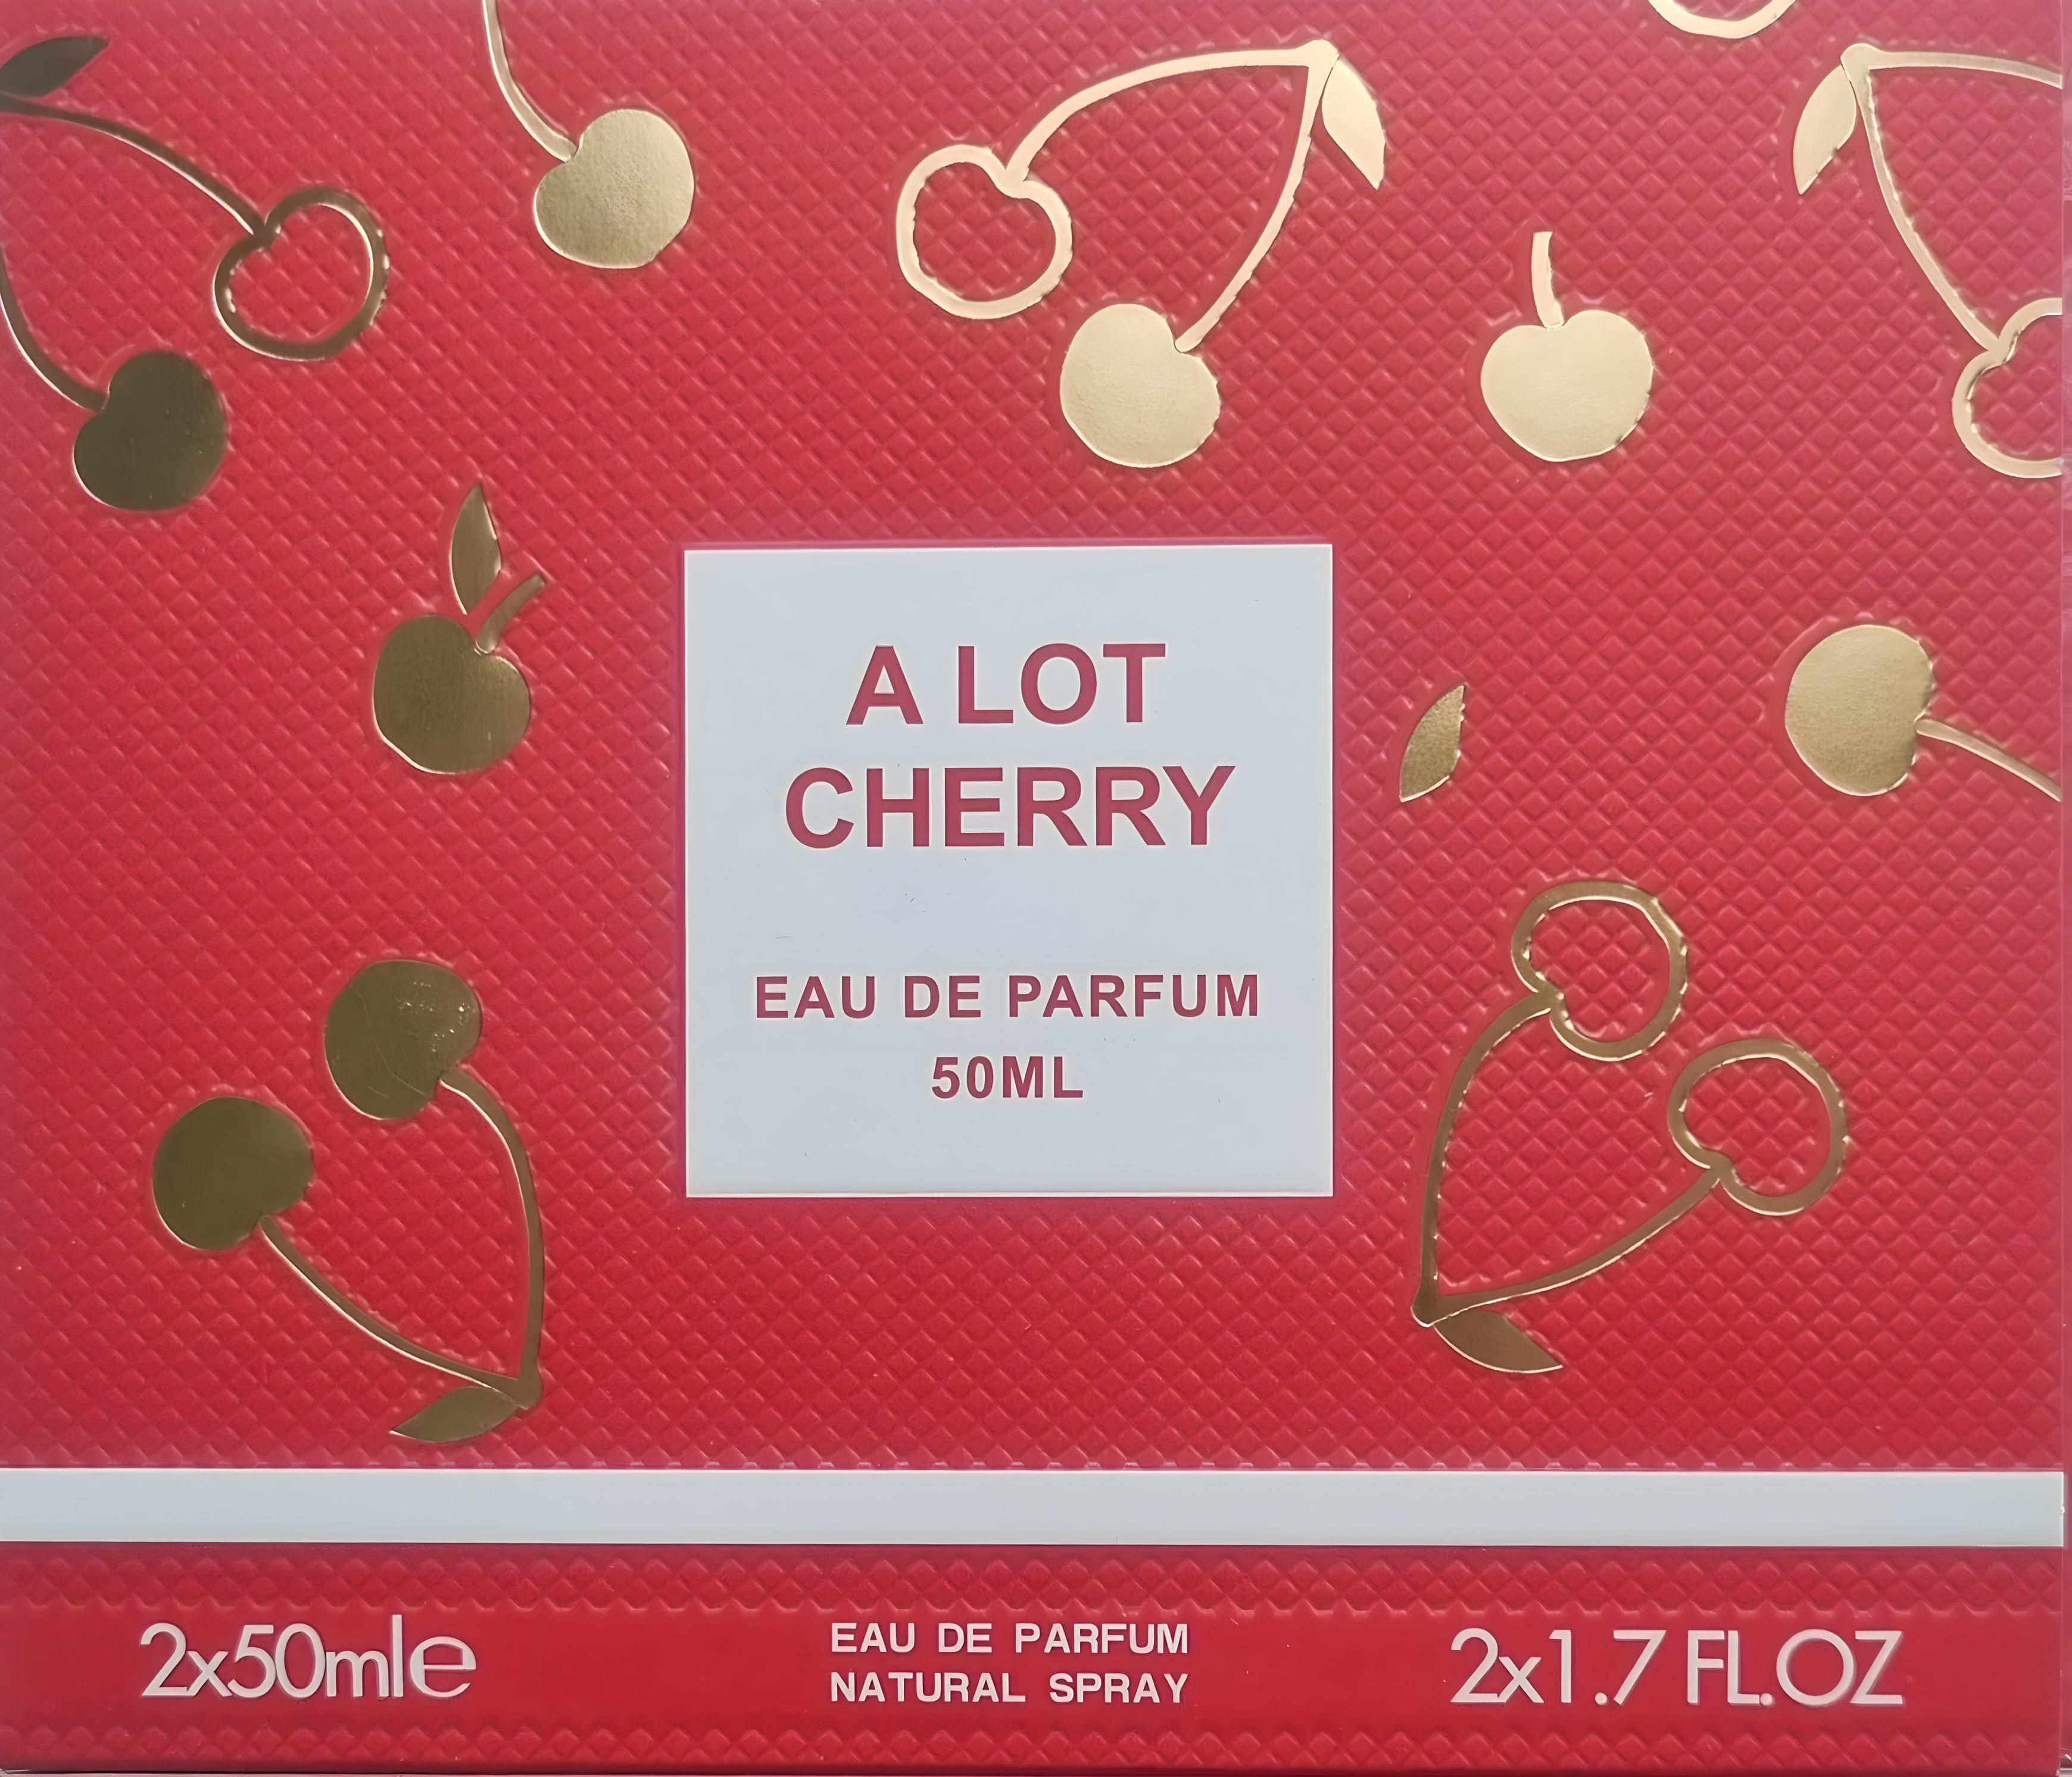 A LOT
CHERRY
EAU DE PARFUM
50ML
2x50mle
EAU DE PARFUM
NATURAL SPRAY
2x1.7 FL.OZ